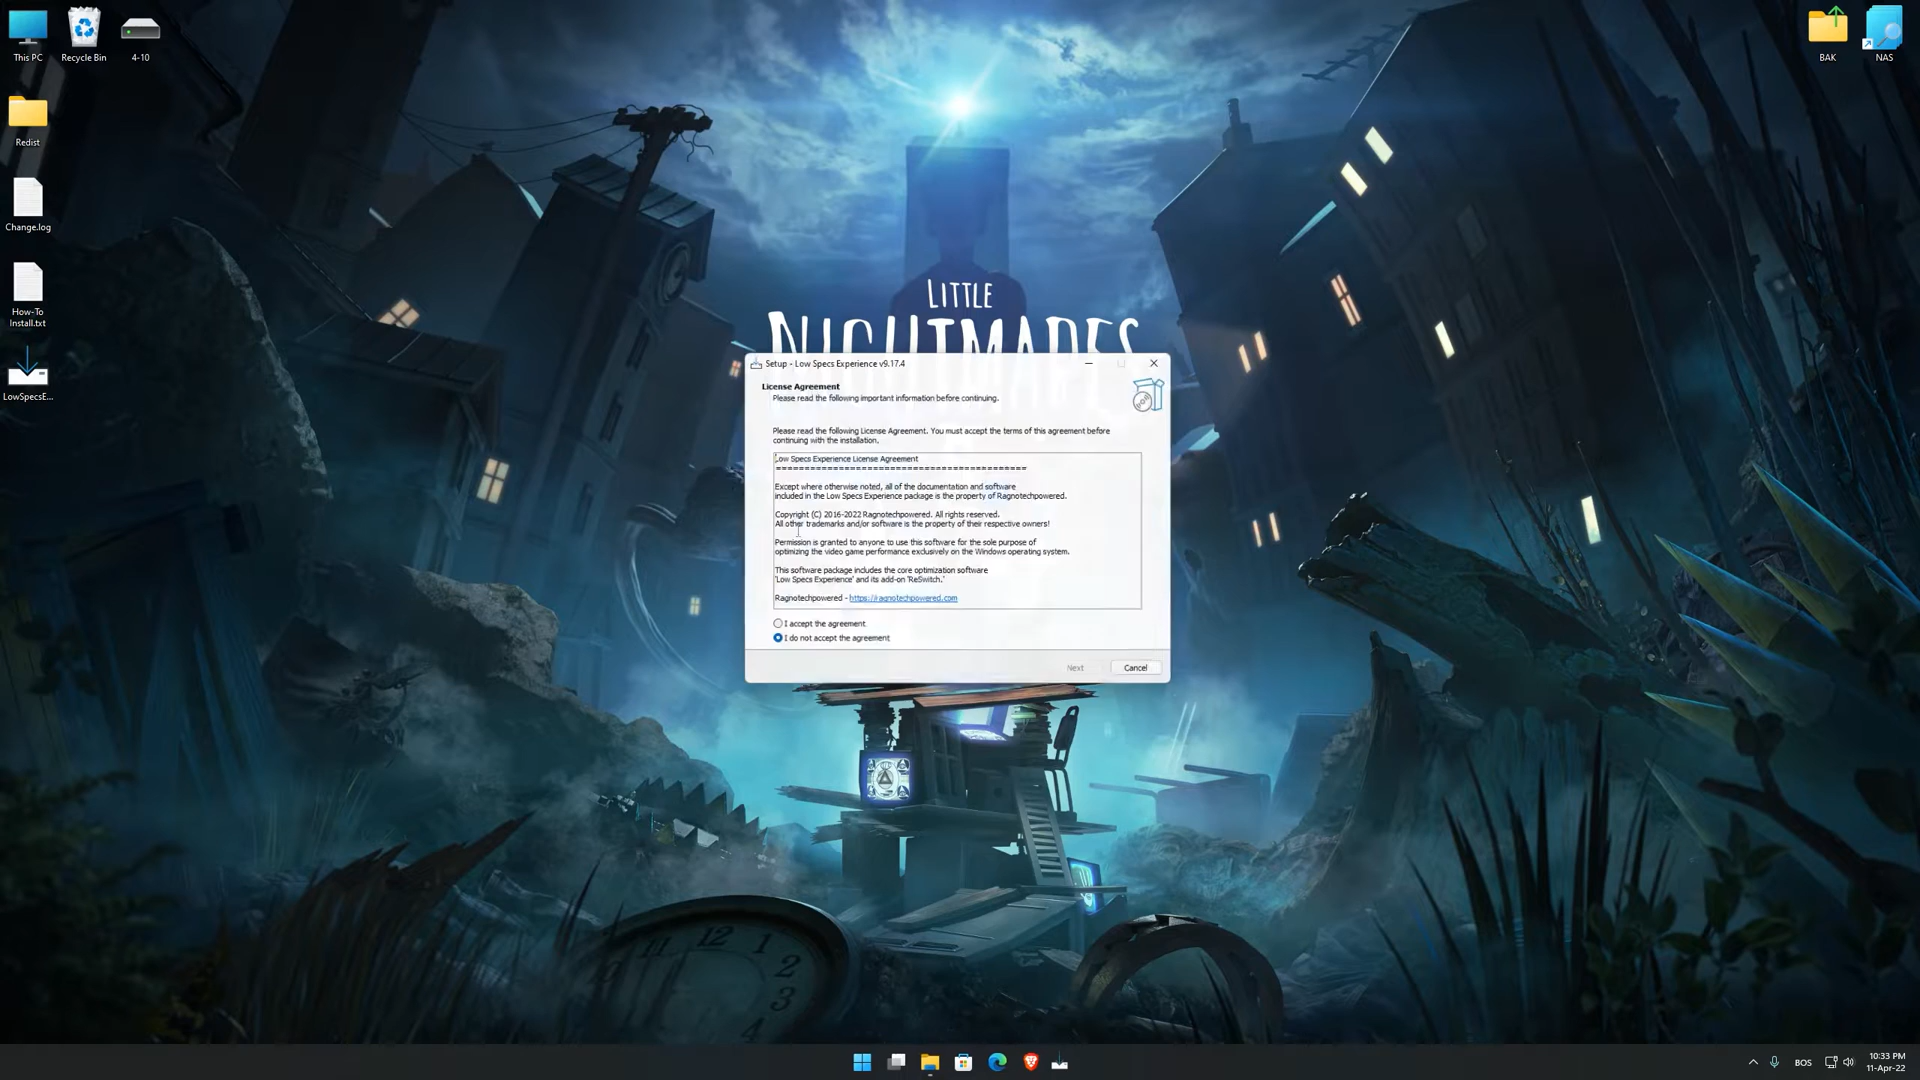 This PC
Recycle Bin
4-10
BAK
NAS
Redist
Change.log
How-To
Install.txt
LowSpecsE...
LITTLE
NIGHTMARES
Setup - Low Specs Experience v9.17.4
License Agreement
Please read the following important information before continuing.
Please read the following License Agreement. You must accept the terms of this agreement before
continuing with the installation.
Low Specs Experience License Agreement
============================================
Except where otherwise noted, all of the documentation and software
included in the Low Specs Experience package is the property of Ragnotechpowered.
Copyright (C) 2016-2022 Ragnotechpowered. All rights reserved.
All other trademarks and/or software is the property of their respective owners!
Permission is granted to anyone to use this software for the sole purpose of
optimizing the video game performance exclusively on the Windows operating system.
This software package includes the core optimization software
'Low Specs Experience' and its add-on 'ReSwitch.'
Ragnotechpowered - https://ragnotechpowered.com
I accept the agreement
I do not accept the agreement
Next
Cancel
11 12 1
2
3
4
BOS
10:33 PM
11-Apr-22